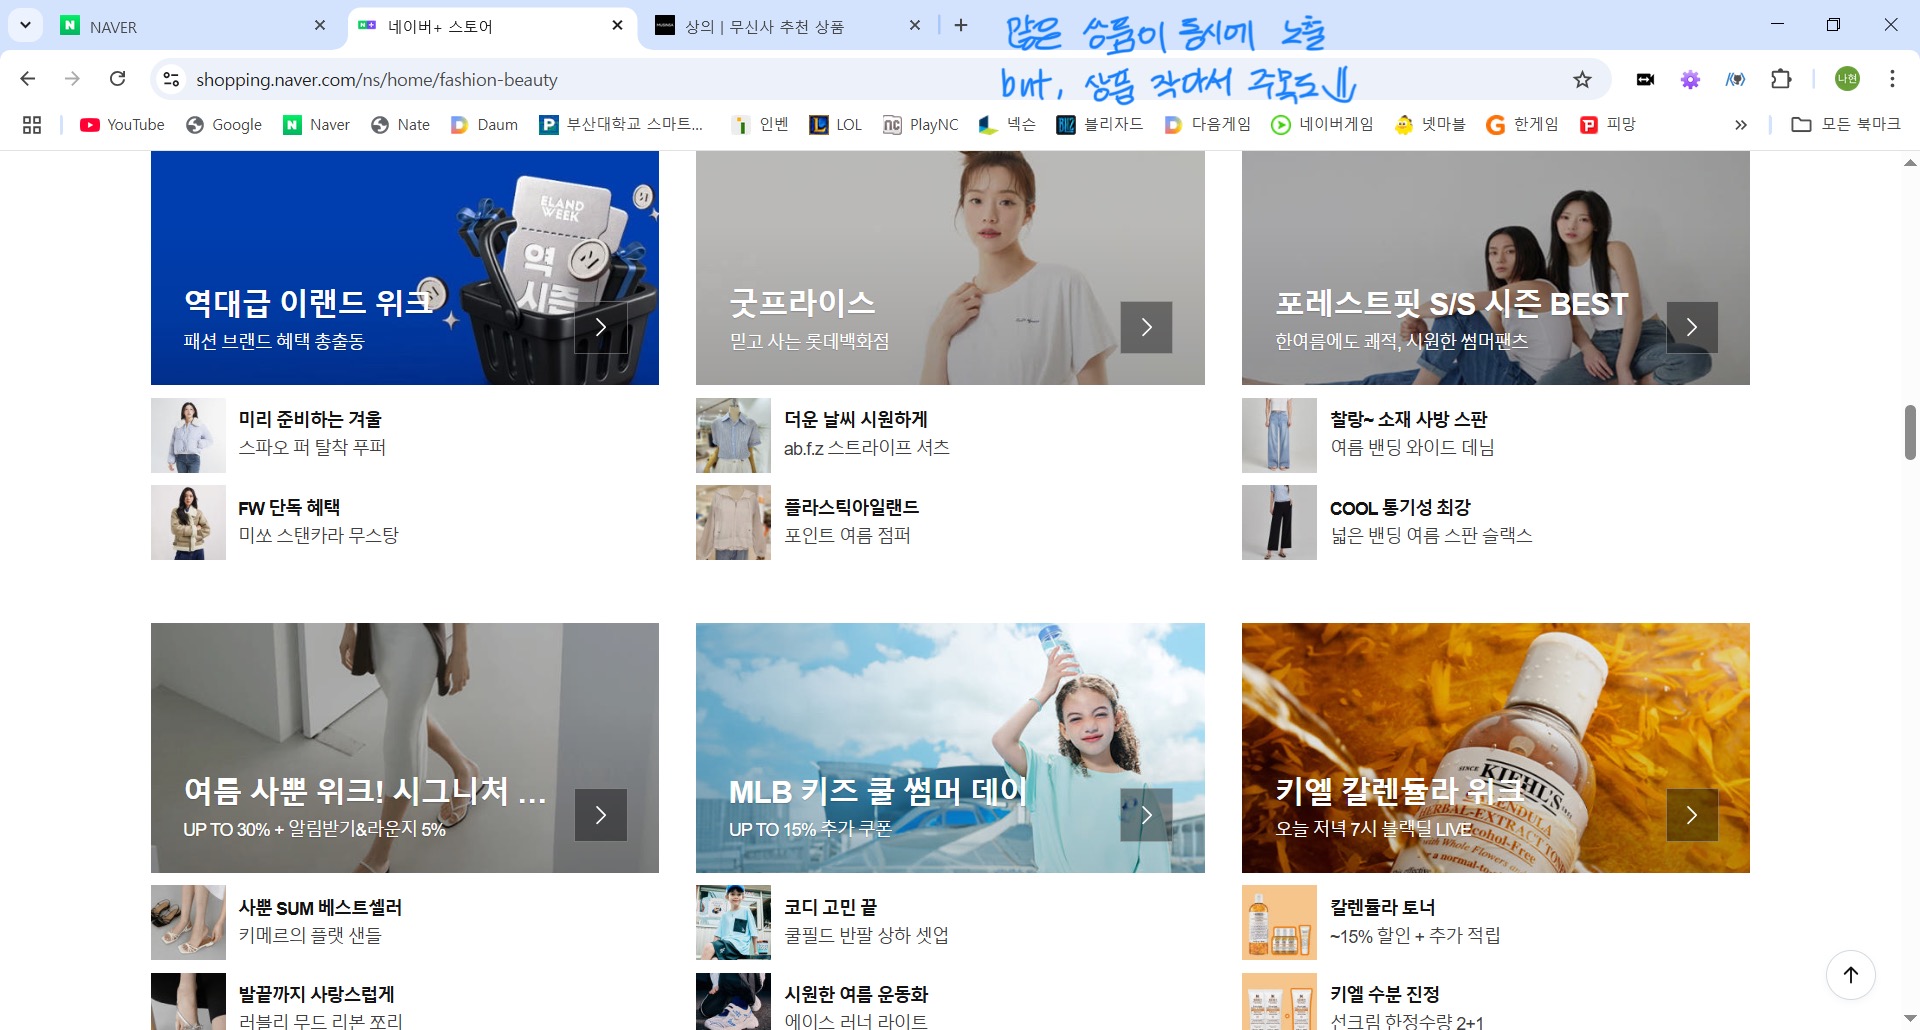 NAVER
네이버+ 스토어
상의 | 무신사 추천 상품
많은 상품이 동시에 노출
but, 상품 작아서 주목도↓
shopping.naver.com/ns/home/fashion-beauty
나현
YouTube Google Naver Nate Daum 부산대학교 스마트... 인벤 LOL PlayNC 넥슨 블리자드 다음게임 네이버게임 넷마블 한게임 피망 모든 북마크
ELAND WEEK
역
시즌
역대급 이랜드 위크
패션 브랜드 혜택 총출동
굿프라이스
믿고 사는 롯데백화점
포레스트핏 S/S 시즌 BEST
한여름에도 쾌적, 시원한 썸머팬츠
미리 준비하는 겨울
스파오 퍼 탈착 푸퍼
더운 날씨 시원하게
ab.f.z 스트라이프 셔츠
찰랑~ 소재 사방 스판
여름 밴딩 와이드 데님
FW 단독 혜택
미쏘 스탠카라 무스탕
플라스틱아일랜드
포인트 여름 점퍼
COOL 통기성 최강
넓은 밴딩 여름 스판 슬랙스
여름 사뿐 위크! 시그니처 ...
UP TO 30% + 알림받기&라운지 5%
MLB 키즈 쿨 썸머 데이
UP TO 15% 추가 쿠폰
SINCE
KIEHL'S
CALENDULA
HERBAL-EXTRACT TONER
Alcohol-Free
with Whole Flowers
키엘 칼렌듈라 위크
오늘 저녁 7시 블랙딜 LIVE
사뿐 SUM 베스트셀러
키메르의 플랫 샌들
코디 고민 끝
쿨필드 반팔 상하 셋업
칼렌듈라 토너
~15% 할인 + 추가 적립
발끝까지 사랑스럽게
러블리 무드 리본 쪼리
시원한 여름 운동화
에이스 러너 라이트
키엘 수분 진정
선크림 한정수량 2+1